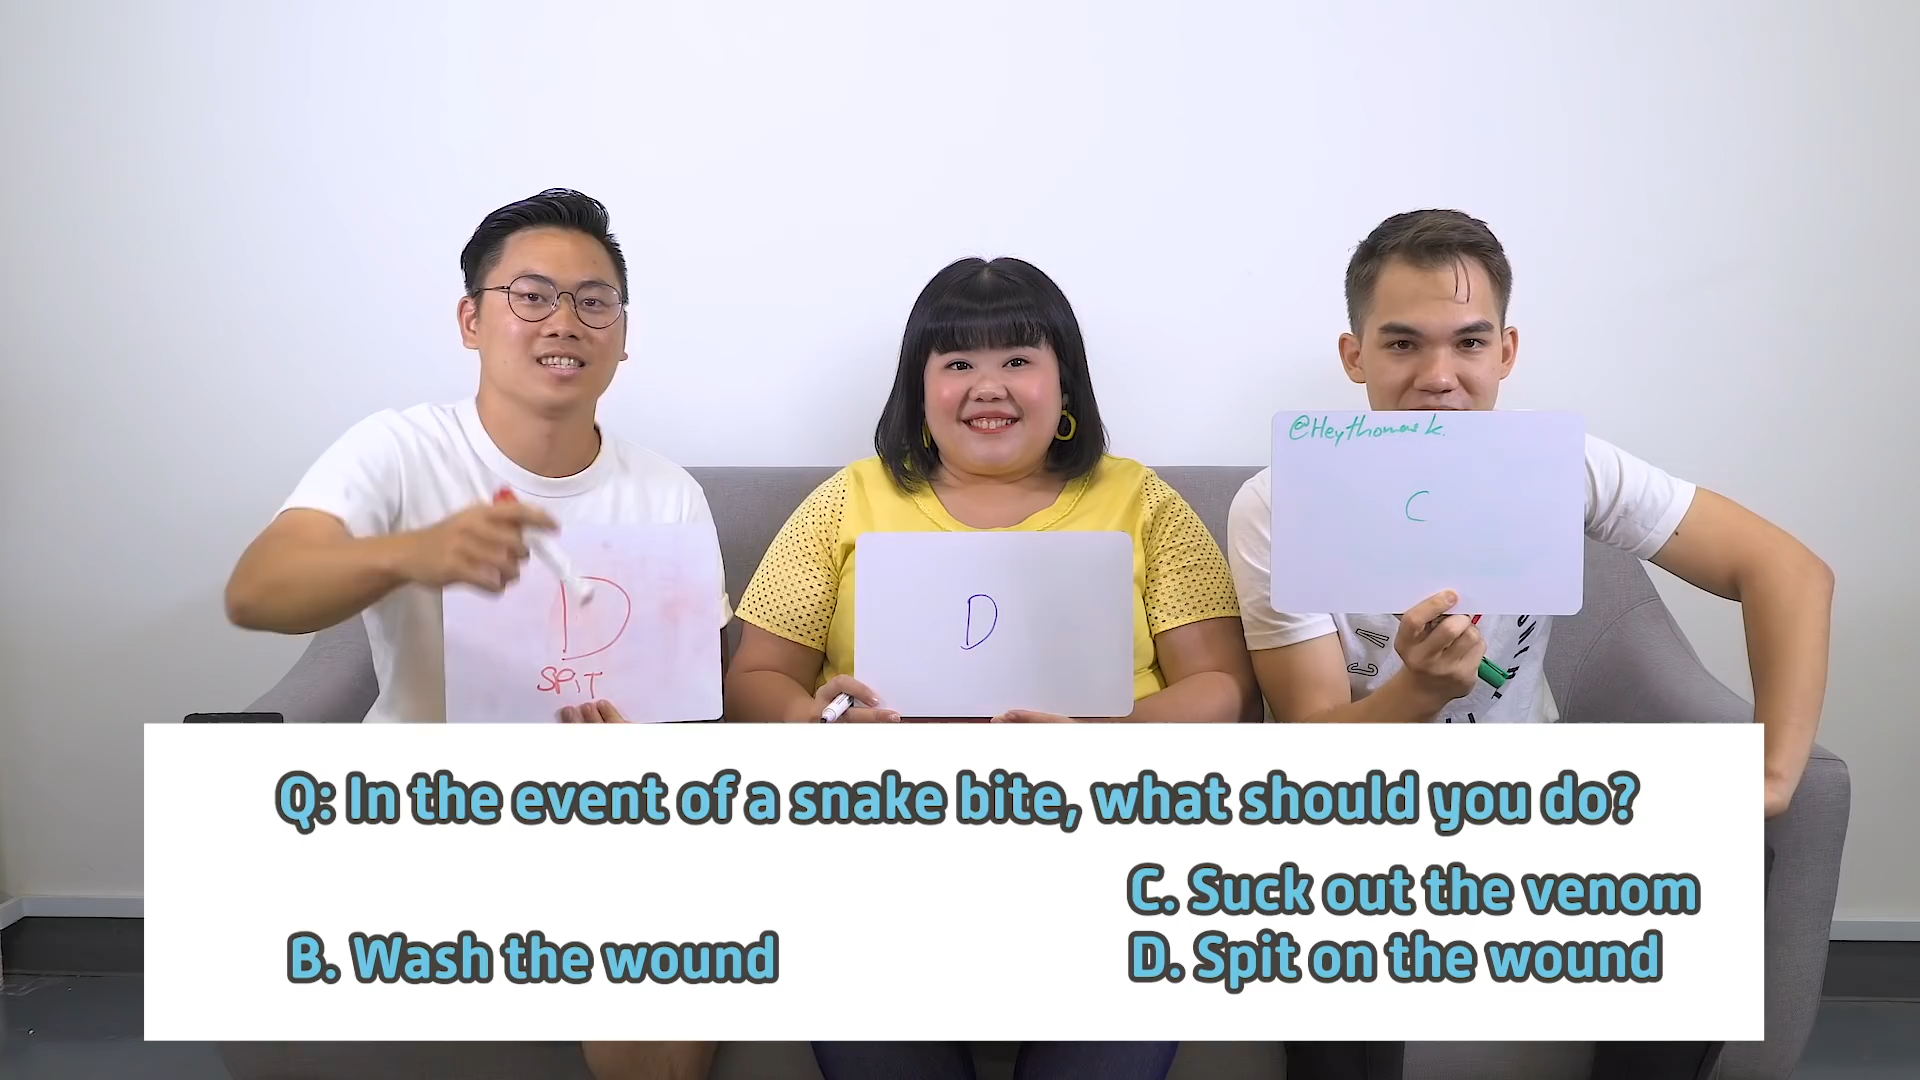 @Heythomas k.
C
D
SPiT
D
CA
Q: In the event of a snake bite, what should you do?
B. Wash the wound
C. Suck out the venom
D. Spit on the wound